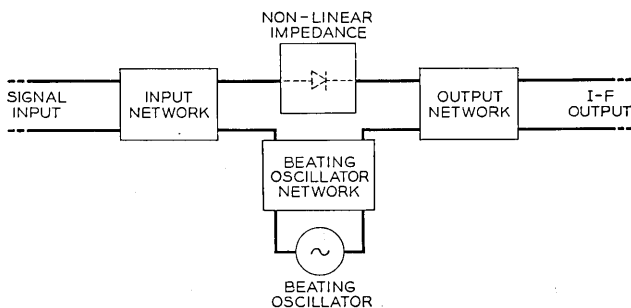 NON-LINEAR
IMPEDANCE
SIGNAL
INPUT
INPUT
NETWORK
OUTPUT
NETWORK
I-F
OUTPUT
BEATING
OSCILLATOR
NETWORK
BEATING
OSCILLATOR